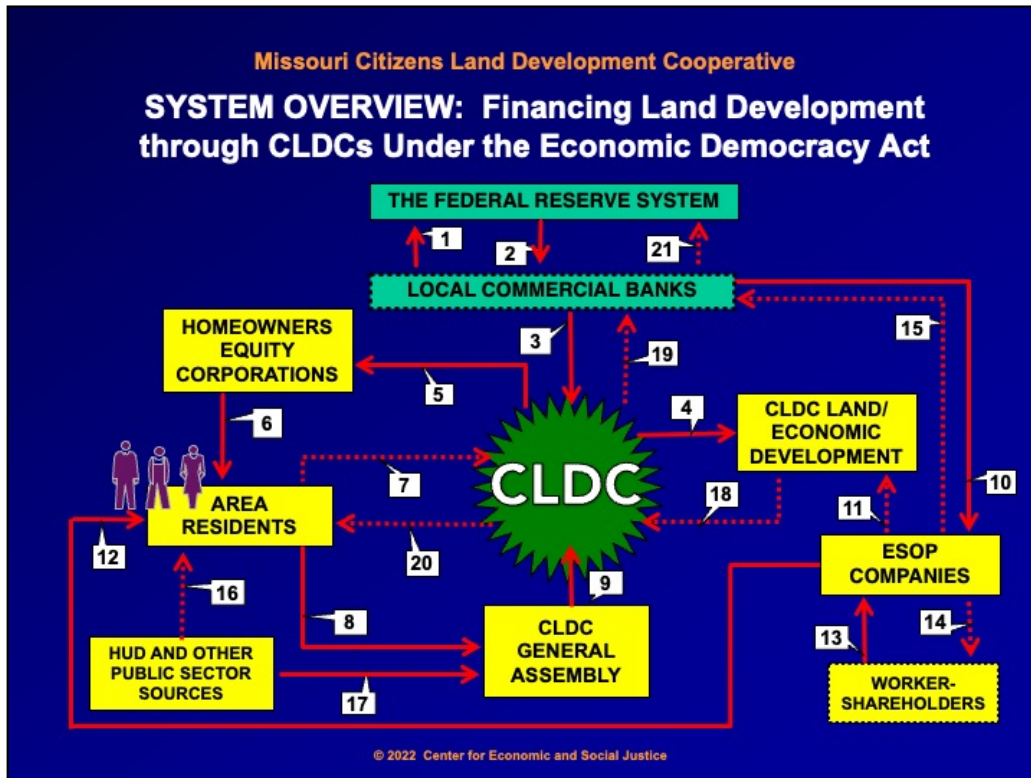 Missouri Citizens Land Development Cooperative
SYSTEM OVERVIEW: Financing Land Development
through CLDCs Under the Economic Democracy Act
THE FEDERAL RESERVE SYSTEM
1
2
21
LOCAL COMMERCIAL BANKS
HOMEOWNERS
EQUITY
CORPORATIONS
3
19
15
5
6
4
CLDC LAND/
ECONOMIC
DEVELOPMENT
7
CLDC
18
11
10
AREA
RESIDENTS
12
20
16
9
ESOP
COMPANIES
8
CLDC
GENERAL
ASSEMBLY
13
14
HUD AND OTHER
PUBLIC SECTOR
SOURCES
17
WORKER-
SHAREHOLDERS
© 2022 Center for Economic and Social Justice